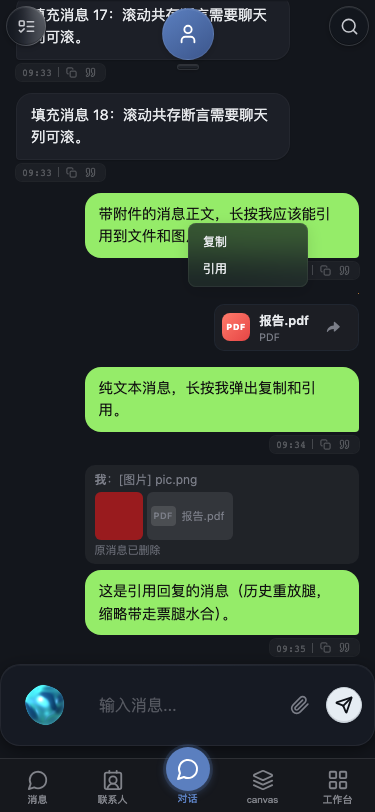 填充消息 17：滚动共存断言需要聊天
列可滚。
09:33
填充消息 18：滚动共存断言需要聊天
列可滚。
09:33
带附件的消息正文，长按我应该能引
用到文件和图
复制
引用
PDF
报告.pdf
PDF
纯文本消息，长按我弹出复制和引
用。
09:34
我：[图片] pic.png
PDF
报告.pdf
原消息已删除
这是引用回复的消息（历史重放腿，
缩略带走票腿水合）。
09:35
输入消息...
消息
联系人
对话
canvas
工作台